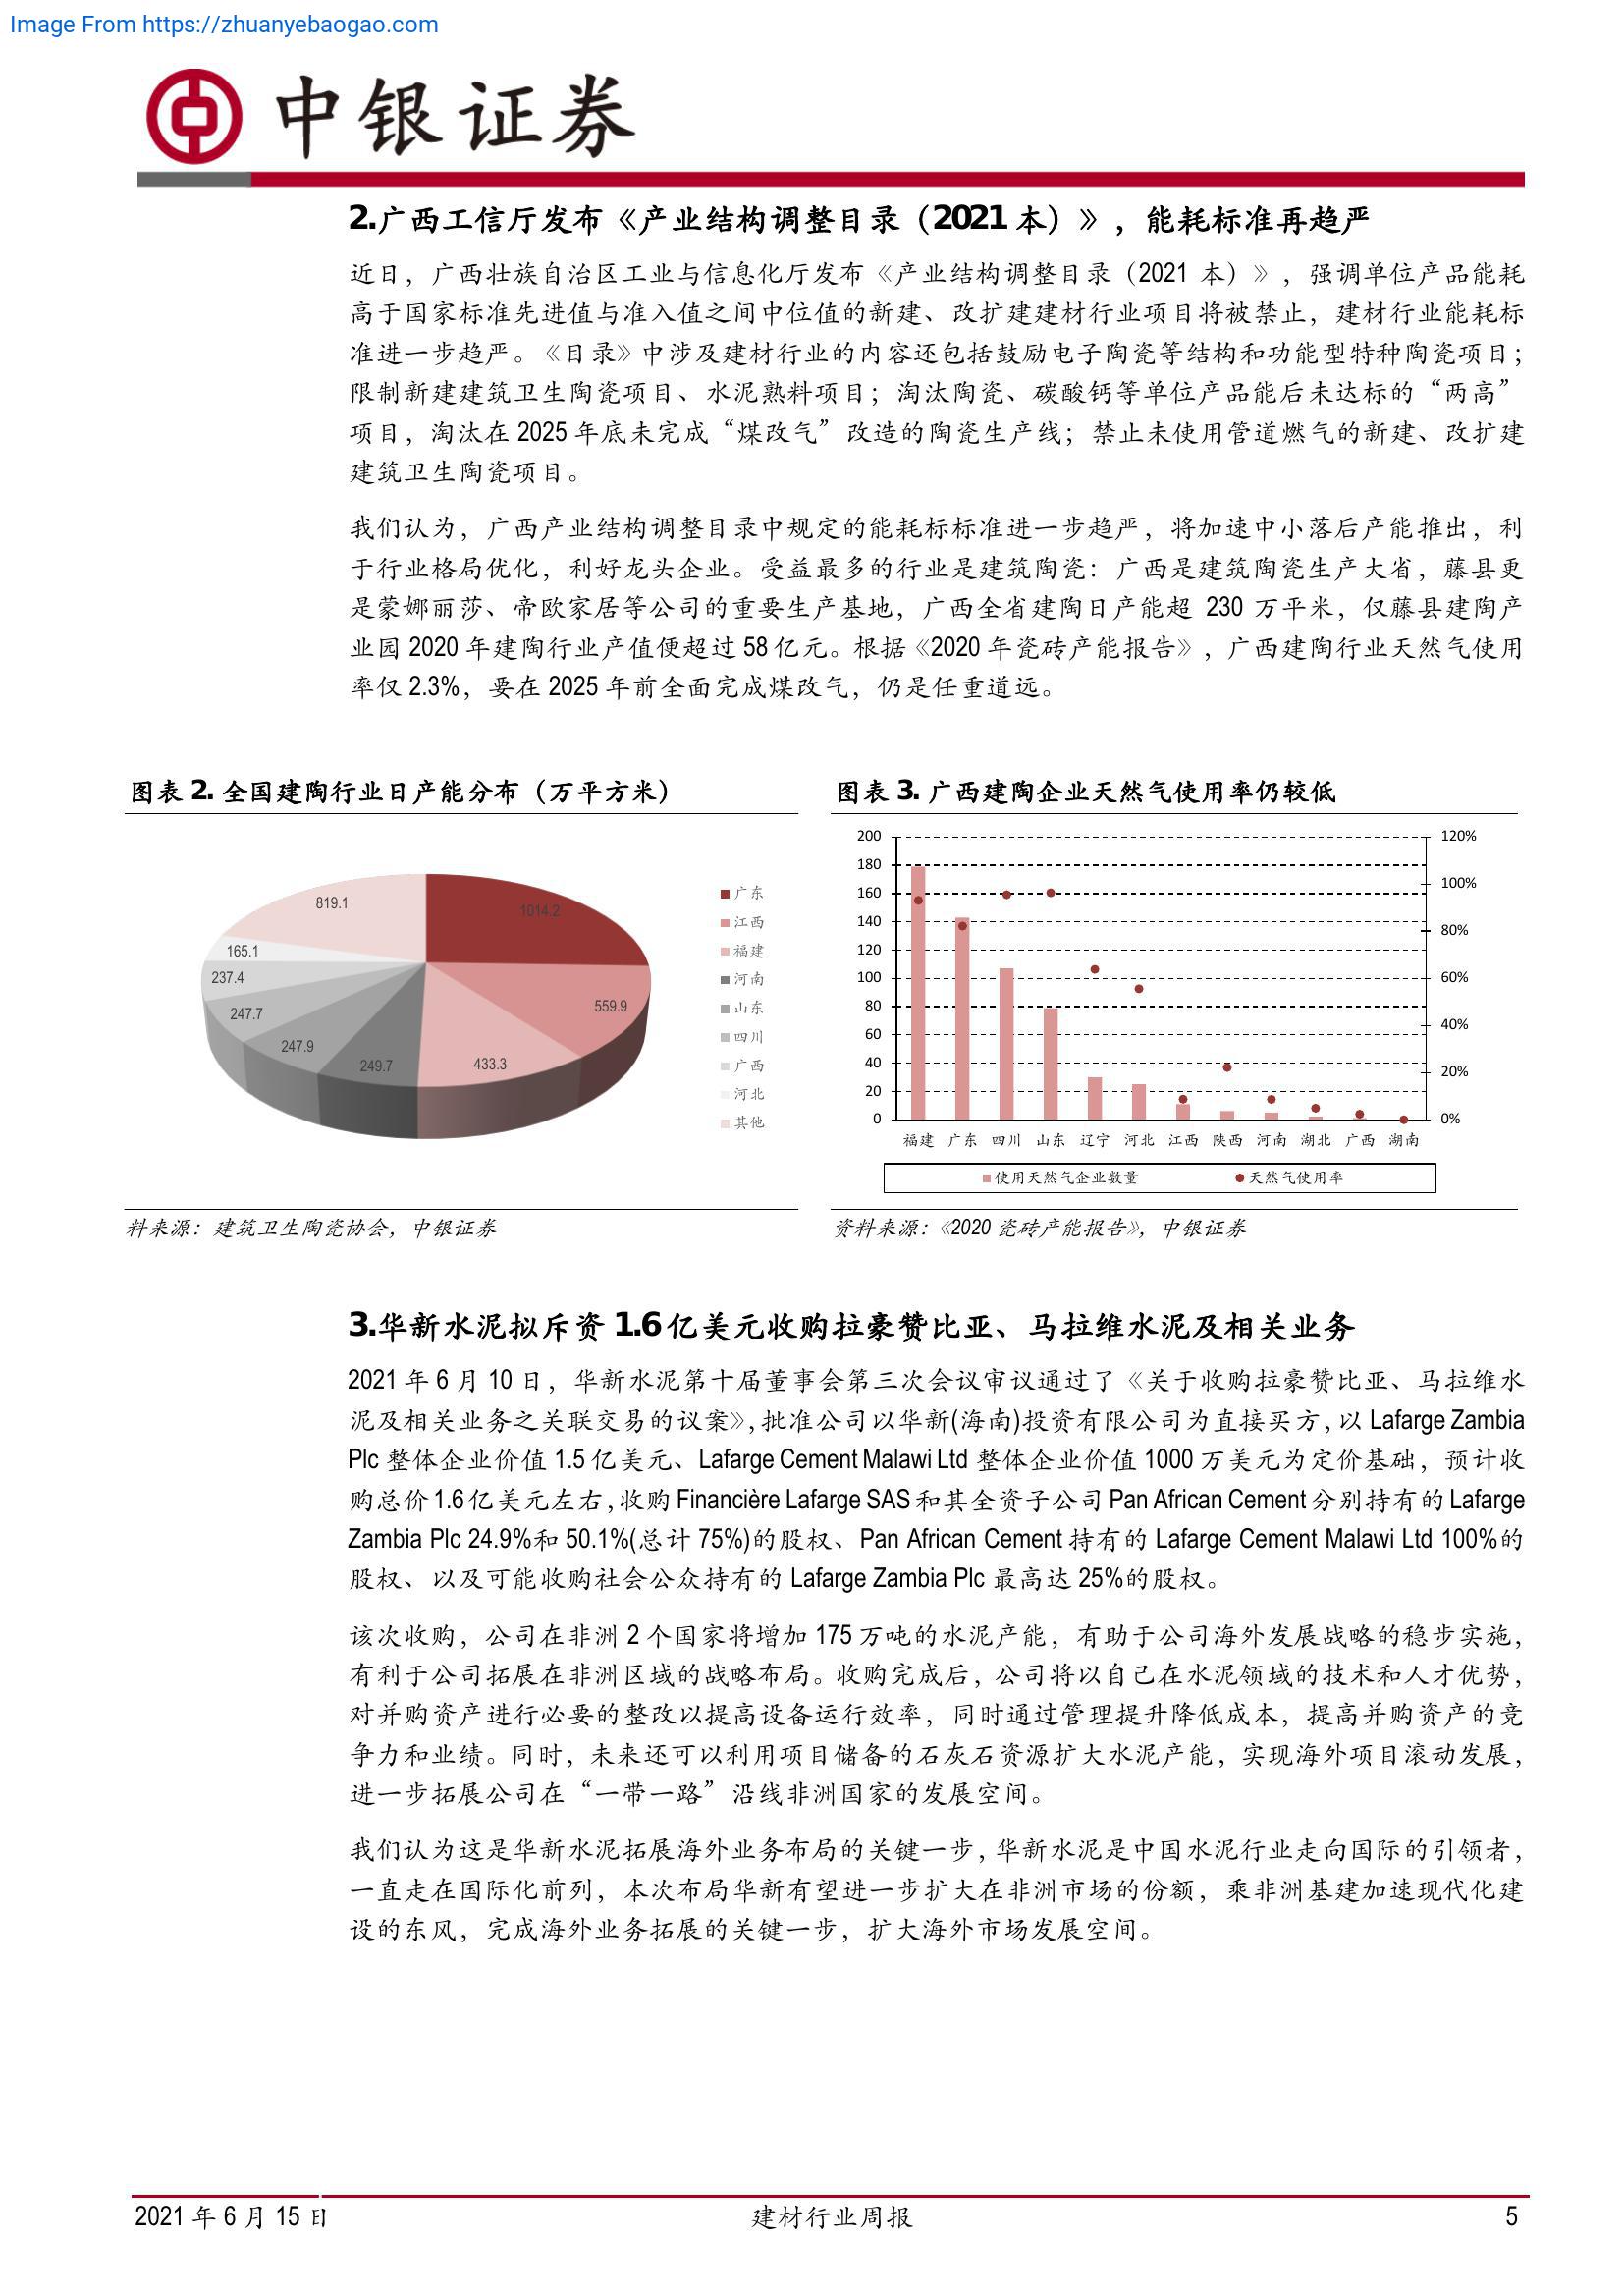 Image From https://zhuanyebaogao.com
中银证券
2.广西工信厅发布《产业结构调整目录（2021 本）》，能耗标准再趋严
近日，广西壮族自治区工业与信息化厅发布《产业结构调整目录（2021 本）》，强调单位产品能耗
高于国家标准先进值与准入值之间中位值的新建、改扩建建材行业项目将被禁止，建材行业能耗标
准进一步趋严。《目录》中涉及建材行业的内容还包括鼓励电子陶瓷等结构和功能型特种陶瓷项目；
限制新建建筑卫生陶瓷项目、水泥熟料项目；淘汰陶瓷、碳酸钙等单位产品能后未达标的“两高”
项目，淘汰在 2025 年底未完成“煤改气”改造的陶瓷生产线；禁止未使用管道燃气的新建、改扩建
建筑卫生陶瓷项目。
我们认为，广西产业结构调整目录中规定的能耗标标准进一步趋严，将加速中小落后产能推出，利
于行业格局优化，利好龙头企业。受益最多的行业是建筑陶瓷：广西是建筑陶瓷生产大省，藤县更
是蒙娜丽莎、帝欧家居等公司的重要生产基地，广西全省建陶日产能超 230 万平米，仅藤县建陶产
业园 2020 年建陶行业产值便超过 58 亿元。根据《2020 年瓷砖产能报告》，广西建陶行业天然气使用
率仅 2.3%，要在 2025 年前全面完成煤改气，仍是任重道远。
图表 2. 全国建陶行业日产能分布（万平方米）
1014.2
559.9
433.3
249.7
247.9
247.7
237.4
165.1
819.1
广东
江西
福建
河南
山东
四川
广西
河北
其他
料来源：建筑卫生陶瓷协会，中银证券
图表 3. 广西建陶企业天然气使用率仍较低
200
180
160
140
120
100
80
60
40
20
0
120%
100%
80%
60%
40%
20%
0%
福建 广东 四川 山东 辽宁 河北 江西 陕西 河南 湖北 广西 湖南
使用天然气企业数量 天然气使用率
资料来源：《2020 瓷砖产能报告》，中银证券
3.华新水泥拟斥资 1.6 亿美元收购拉豪赞比亚、马拉维水泥及相关业务
2021 年 6 月 10 日，华新水泥第十届董事会第三次会议审议通过了《关于收购拉豪赞比亚、马拉维水
泥及相关业务之关联交易的议案》，批准公司以华新(海南)投资有限公司为直接买方，以 Lafarge Zambia
Plc 整体企业价值 1.5 亿美元、Lafarge Cement Malawi Ltd 整体企业价值 1000 万美元为定价基础，预计收
购总价 1.6 亿美元左右，收购 Financière Lafarge SAS 和其全资子公司 Pan African Cement 分别持有的 Lafarge
Zambia Plc 24.9%和 50.1%(总计 75%)的股权、Pan African Cement 持有的 Lafarge Cement Malawi Ltd 100%的
股权、以及可能收购社会公众持有的 Lafarge Zambia Plc 最高达 25%的股权。
该次收购，公司在非洲 2 个国家将增加 175 万吨的水泥产能，有助于公司海外发展战略的稳步实施，
有利于公司拓展在非洲区域的战略布局。收购完成后，公司将以自己在水泥领域的技术和人才优势，
对并购资产进行必要的整改以提高设备运行效率，同时通过管理提升降低成本，提高并购资产的竞
争力和业绩。同时，未来还可以利用项目储备的石灰石资源扩大水泥产能，实现海外项目滚动发展，
进一步拓展公司在“一带一路”沿线非洲国家的发展空间。
我们认为这是华新水泥拓展海外业务布局的关键一步，华新水泥是中国水泥行业走向国际的引领者，
一直走在国际化前列，本次布局华新有望进一步扩大在非洲市场的份额，乘非洲基建加速现代化建
设的东风，完成海外业务拓展的关键一步，扩大海外市场发展空间。
2021 年 6 月 15 日
建材行业周报
5